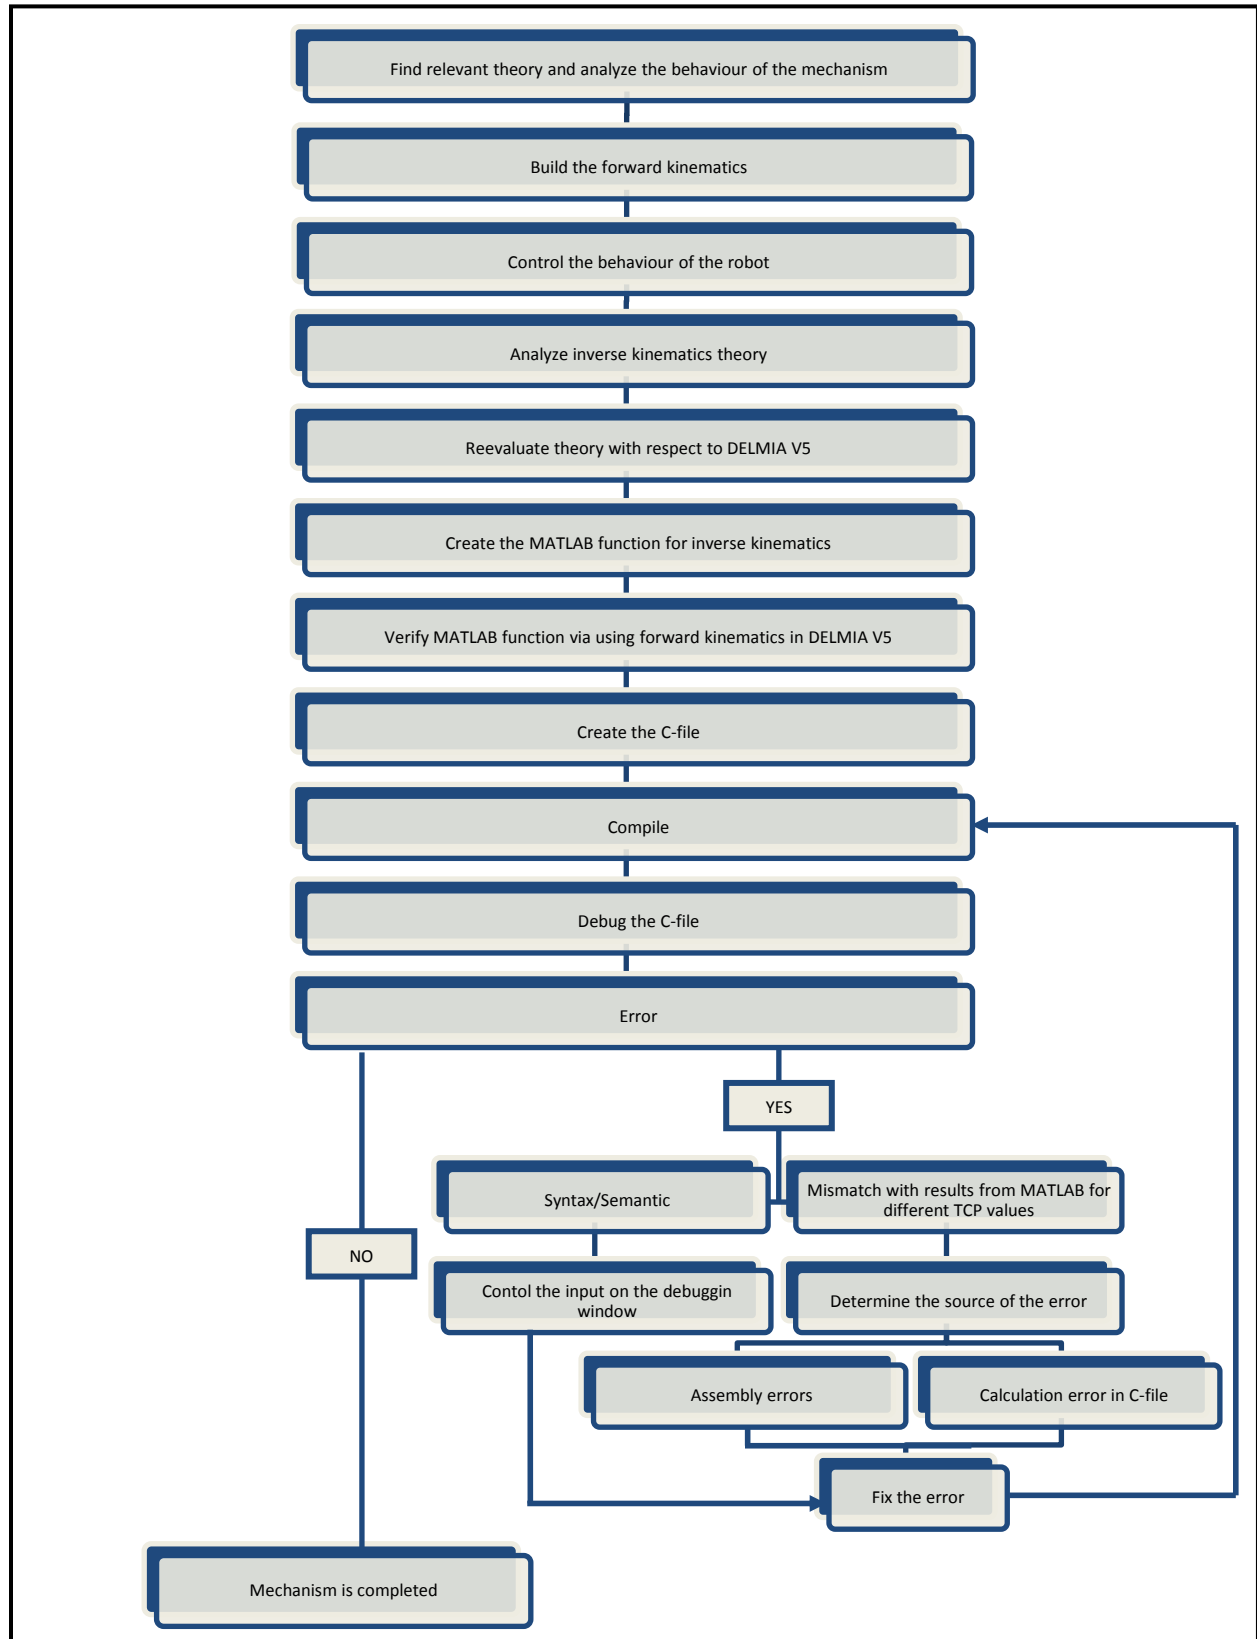 Find relevant theory and analyze the behaviour of the mechanism
Build the forward kinematics
Control the behaviour of the robot
Analyze inverse kinematics theory
Reevaluate theory with respect to DELMIA V5
Create the MATLAB function for inverse kinematics
Verify MATLAB function via using forward kinematics in DELMIA V5
Create the C-file
Compile
Debug the C-file
Error
YES
Syntax/Semantic
Mismatch with results from MATLAB for
different TCP values
NO
Contol the input on the debuggin
window
Determine the source of the error
Assembly errors
Calculation error in C-file
Fix the error
Mechanism is completed